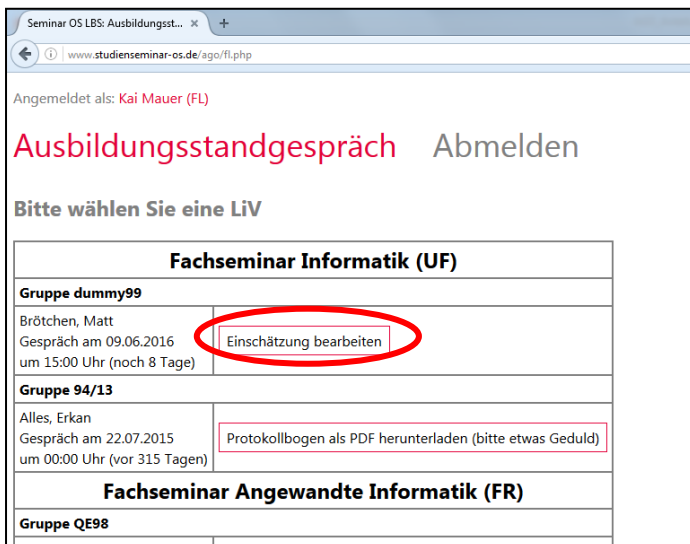 Seminar OS LBS: Ausbildungsst... × +
www.studienseminar-os.de/ago/fl.php
Angemeldet als: Kai Mauer (FL)
Ausbildungsstandgespräch Abmelden
Bitte wählen Sie eine LiV
Fachseminar Informatik (UF)
Gruppe dummy99
Brötchen, Matt
Gespräch am 09.06.2016
um 15:00 Uhr (noch 8 Tage)
Einschätzung bearbeiten
Gruppe 94/13
Alles, Erkan
Gespräch am 22.07.2015
um 00:00 Uhr (vor 315 Tagen)
Protokollbogen als PDF herunterladen (bitte etwas Geduld)
Fachseminar Angewandte Informatik (FR)
Gruppe QE98